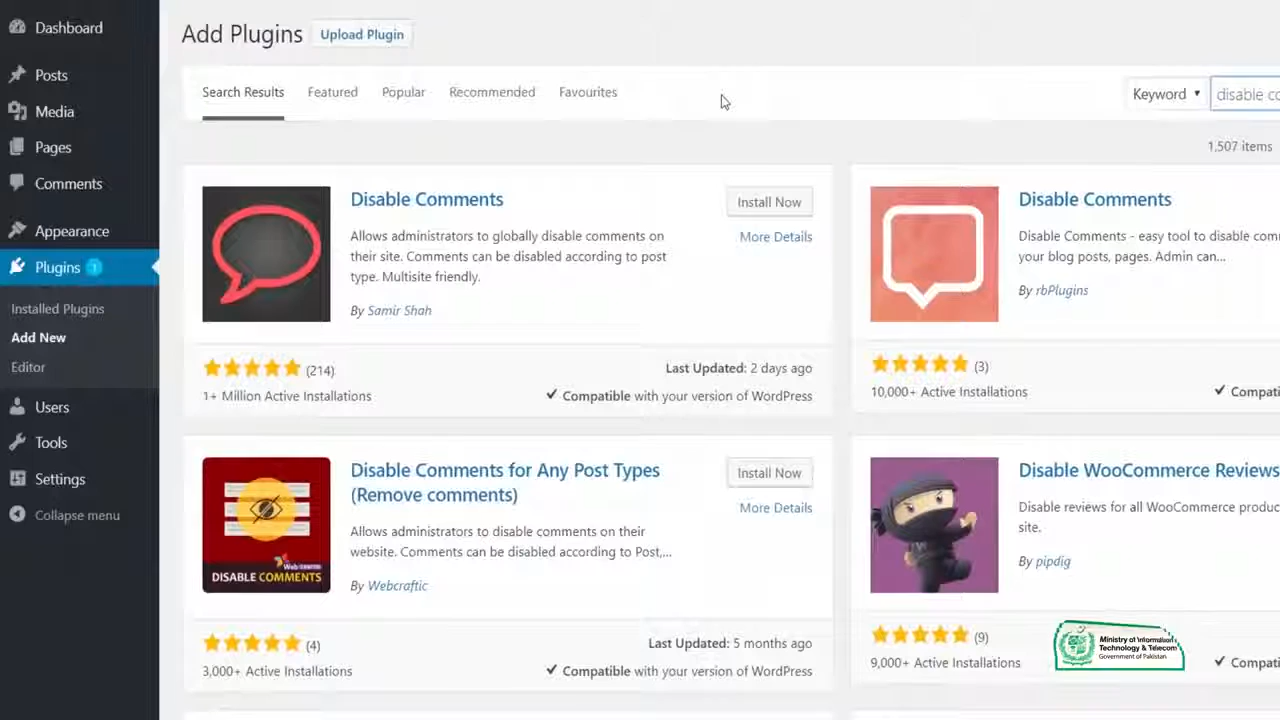 Dashboard
Posts
Media
Pages
Comments
Appearance
Plugins 1
Installed Plugins
Add New
Editor
Users
Tools
Settings
Collapse menu
Add Plugins
Upload Plugin
Search Results Featured Popular Recommended Favourites
Keyword disable co
1,507 items
Disable Comments
Install Now
More Details
Allows administrators to globally disable comments on
their site. Comments can be disabled according to post
type. Multisite friendly.
By Samir Shah
(214)
Last Updated: 2 days ago
1+ Million Active Installations
Compatible with your version of WordPress
Disable Comments
Disable Comments - easy tool to disable com
your blog posts, pages. Admin can...
By rbPlugins
(3)
10,000+ Active Installations
Compati
DISABLE COMMENTS
Disable Comments for Any Post Types
(Remove comments)
Install Now
More Details
Allows administrators to disable comments on their
website. Comments can be disabled according to Post,...
By Webcraftic
(4)
Last Updated: 5 months ago
3,000+ Active Installations
Compatible with your version of WordPress
Disable WooCommerce Reviews
Disable reviews for all WooCommerce produc
site.
By pipdig
(9)
9,000+ Active Installations
Compati
Ministry of Information
Technology & Telecom
Government of Pakistan